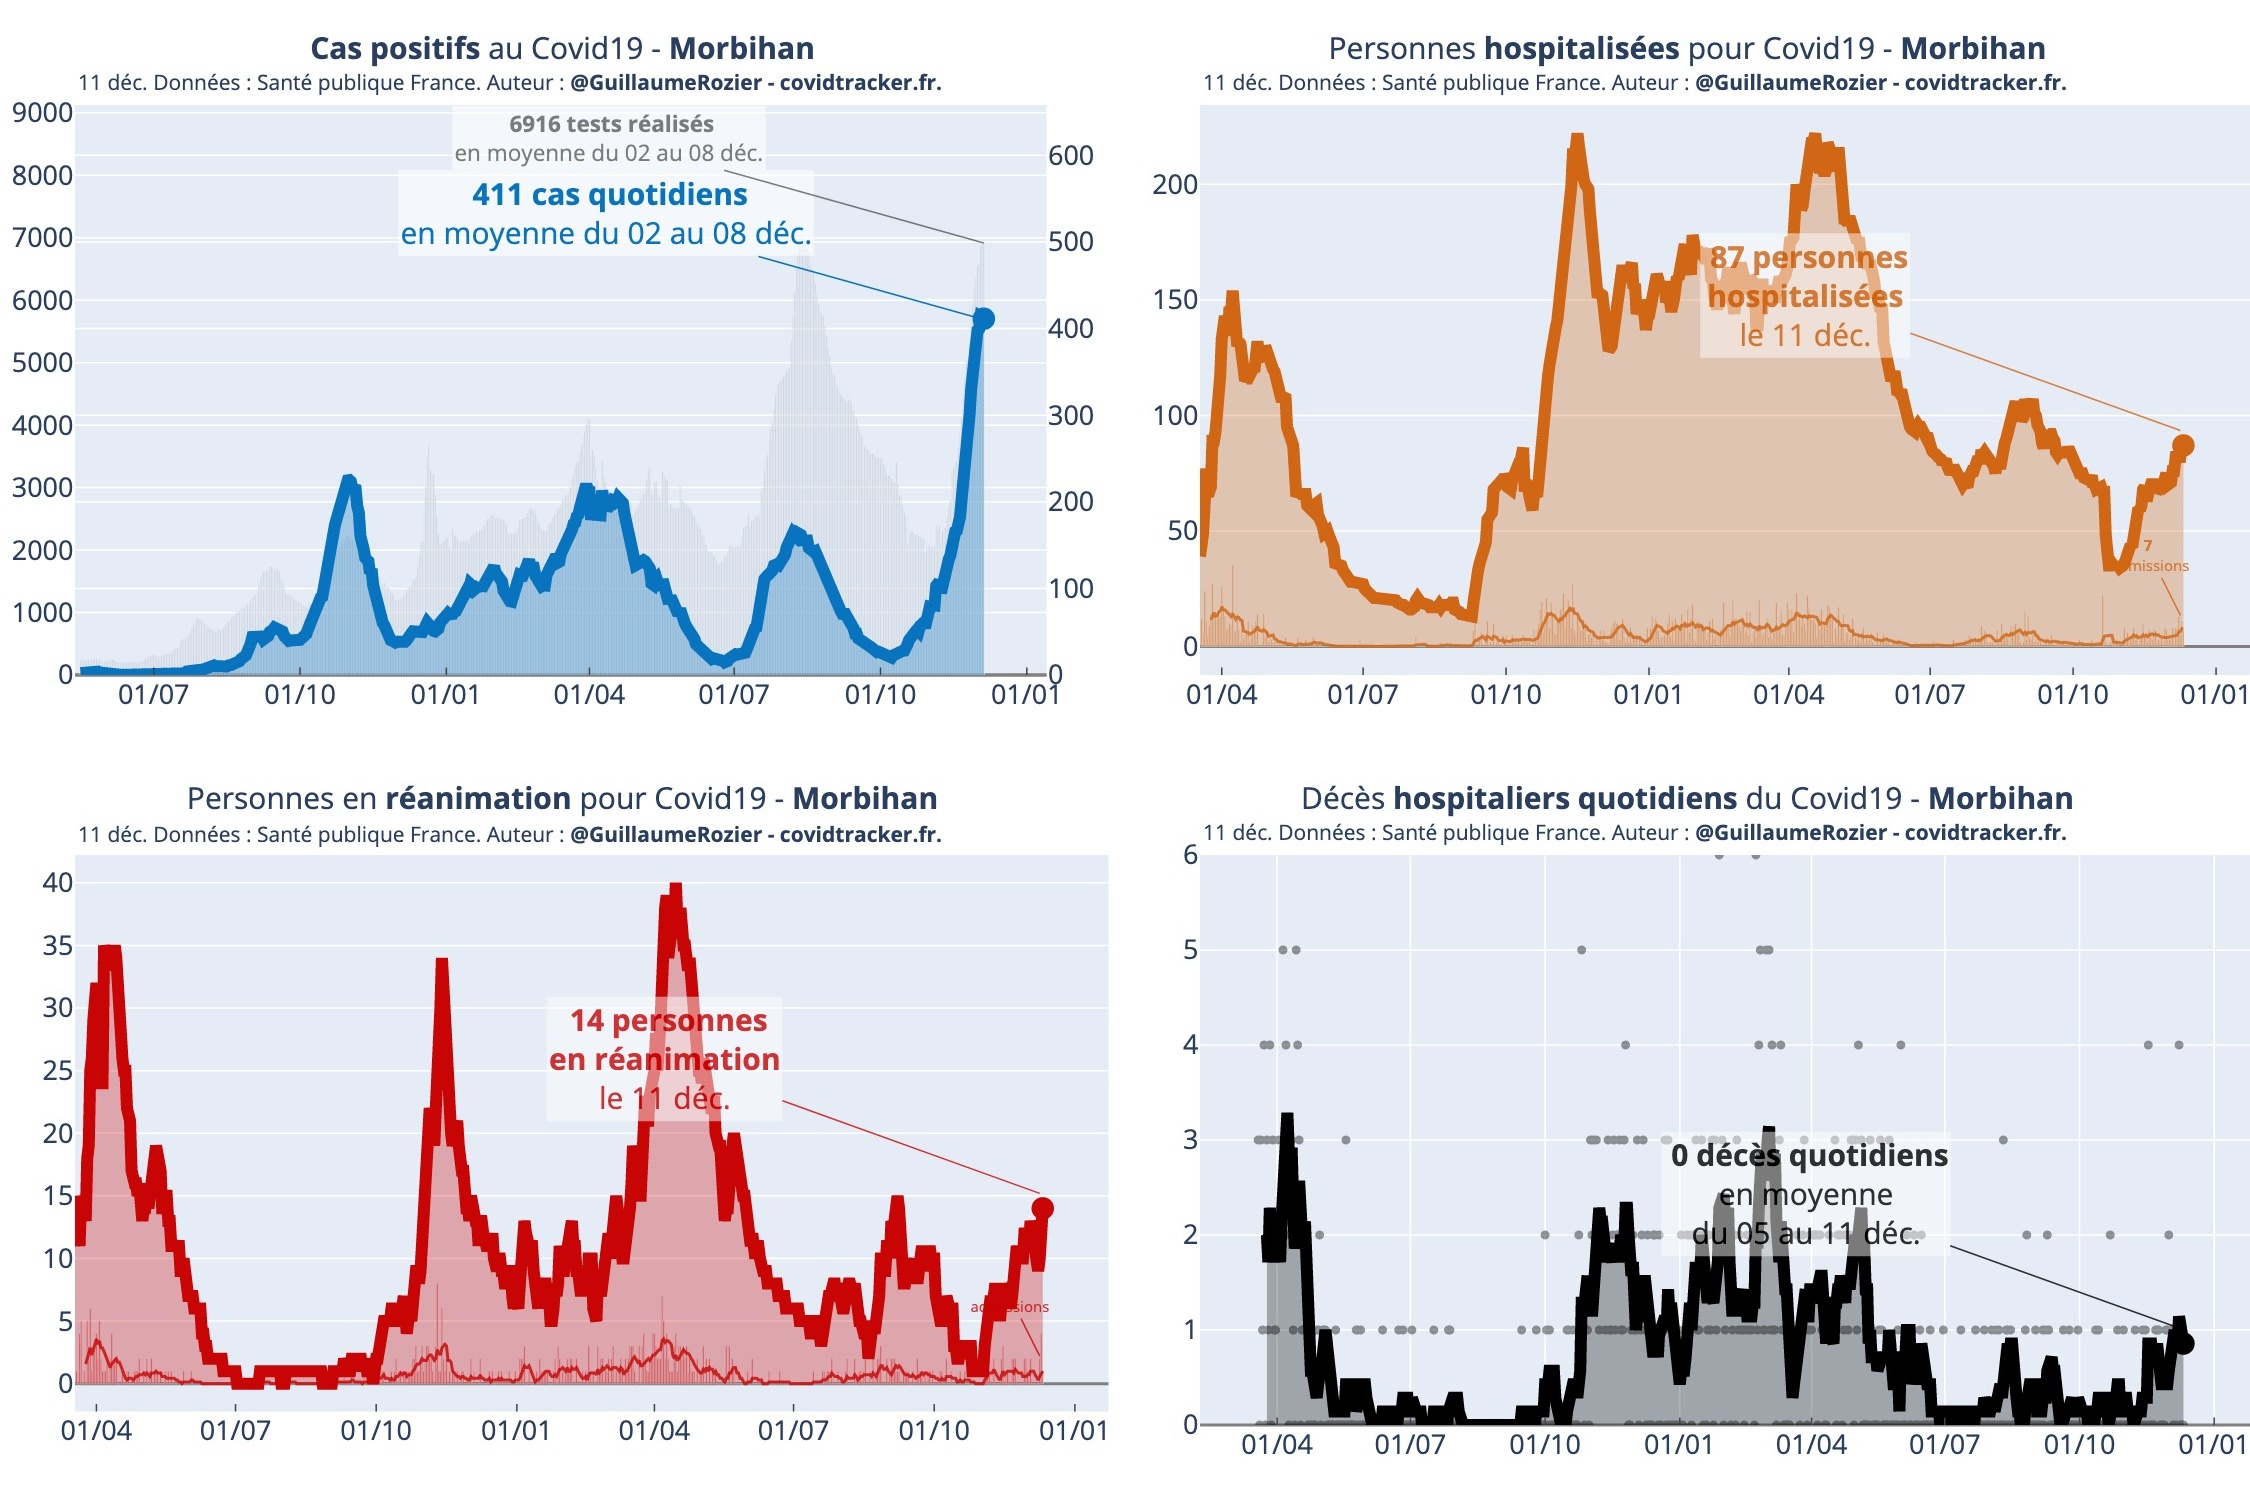 Cas positifs au Covid19 - Morbihan
11 déc. Données : Santé publique France. Auteur : @GuillaumeRozier - covidtracker.fr.
9000
8000
7000
6000
5000
4000
3000
2000
1000
0
6916 tests réalisés
en moyenne du 02 au 08 déc.
411 cas quotidiens
en moyenne du 02 au 08 déc.
600
500
400
300
200
100
0
01/07 01/10 01/01 01/04 01/07 01/10 01/01
Personnes hospitalisées pour Covid19 - Morbihan
11 déc. Données : Santé publique France. Auteur : @GuillaumeRozier - covidtracker.fr.
200
150
100
50
0
87 personnes
hospitalisées
le 11 déc.
7
01/04 01/07 01/10 01/01 01/04 01/07 01/10 01/01
Personnes en réanimation pour Covid19 - Morbihan
11 déc. Données : Santé publique France. Auteur : @GuillaumeRozier - covidtracker.fr.
40
35
30
25
20
15
10
5
0
14 personnes
en réanimation
le 11 déc.
01/04 01/07 01/10 01/01 01/04 01/07 01/10 01/01
Décès hospitaliers quotidiens du Covid19 - Morbihan
11 déc. Données : Santé publique France. Auteur : @GuillaumeRozier - covidtracker.fr.
6
5
4
3
2
1
0
0 décès quotidiens
en moyenne
du 05 au 11 déc.
01/04 01/07 01/10 01/01 01/04 01/07 01/10 01/01